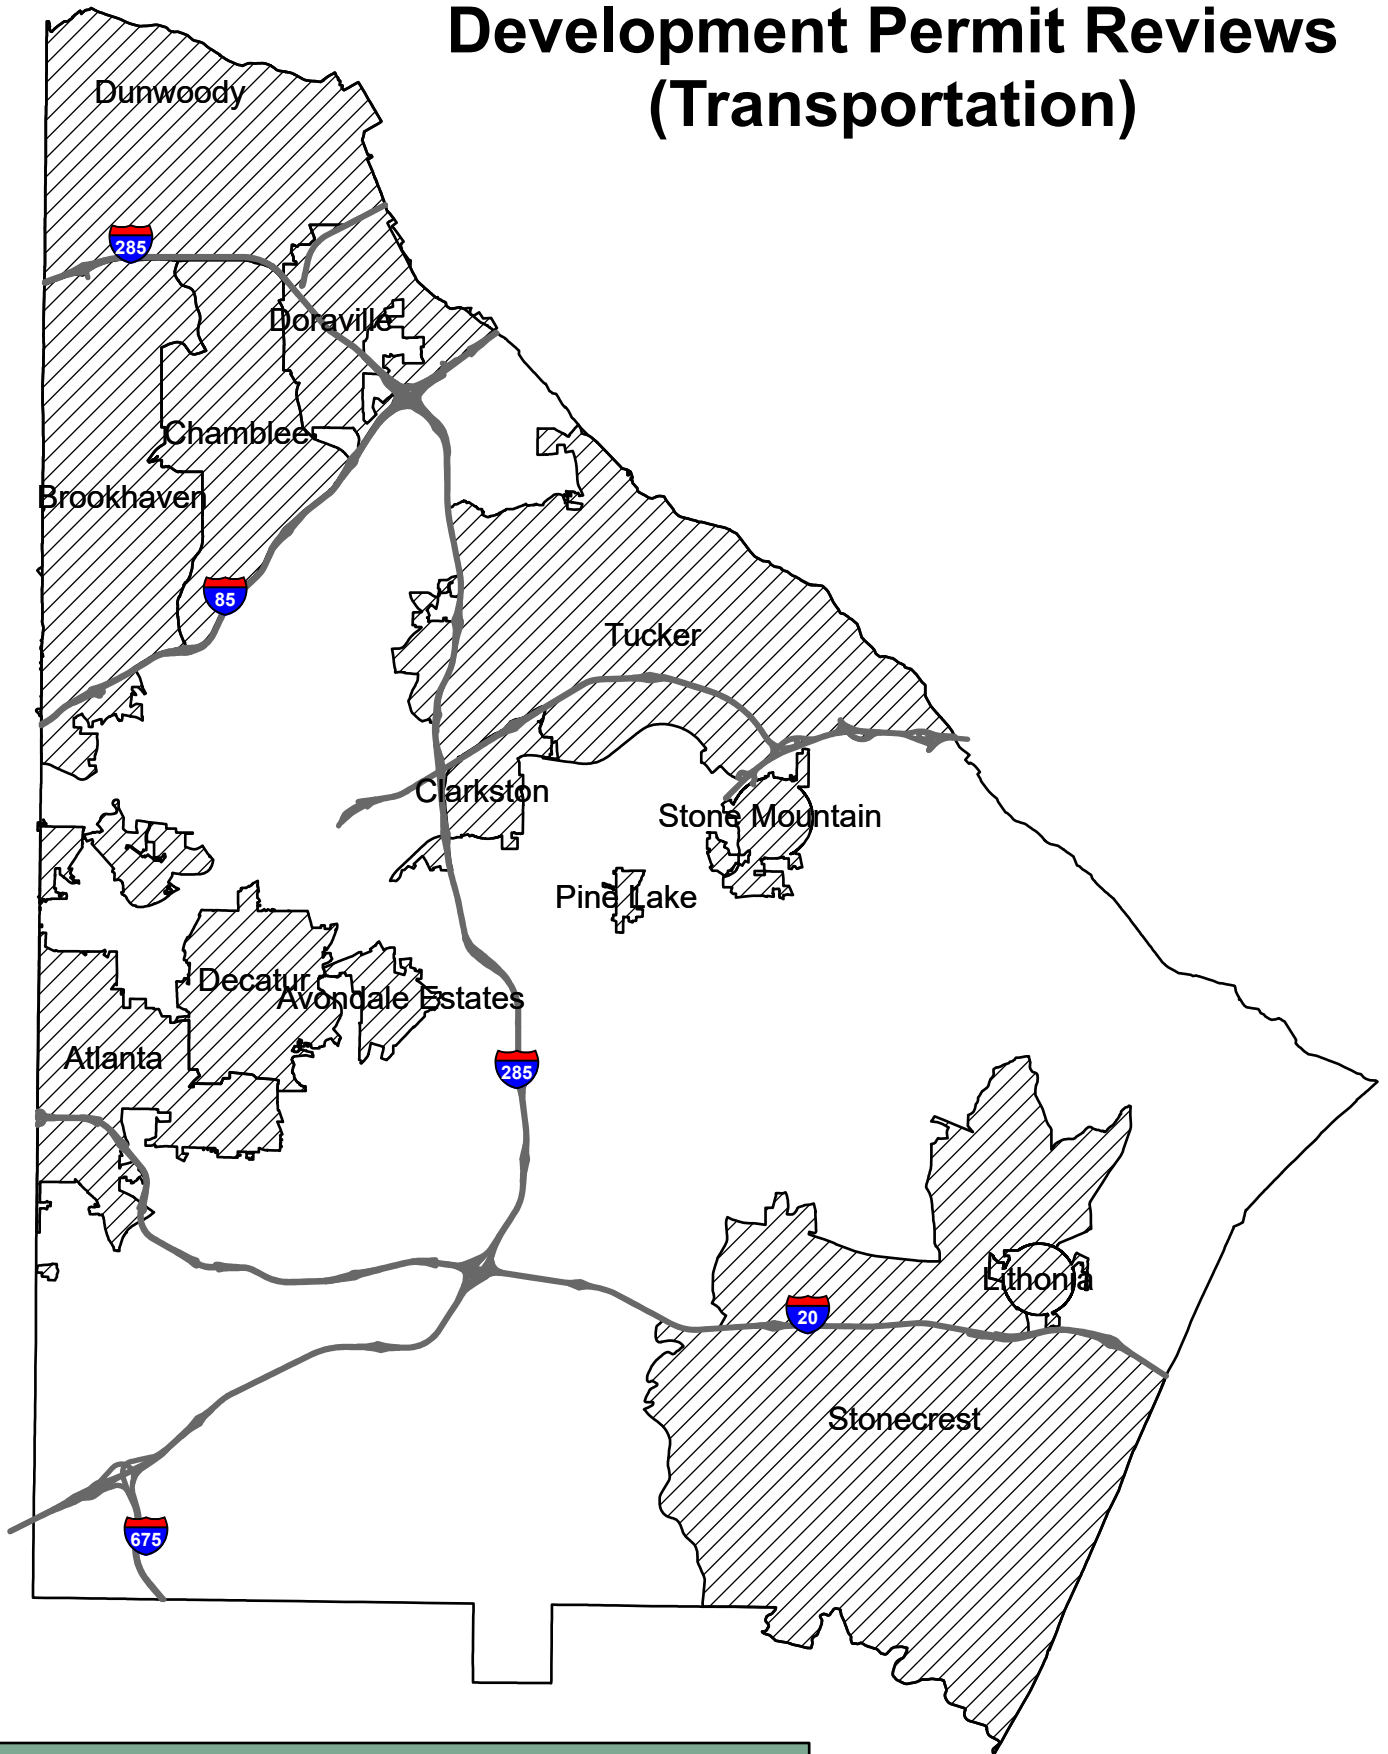 Development Permit Reviews
(Transportation)
Dunwoody
285
Doraville
Chamblee
Brookhaven
85
Tucker
Clarkston
Stone Mountain
Pine Lake
Decatur
Avondale Estates
Atlanta
285
Lithonia
20
Stonecrest
675